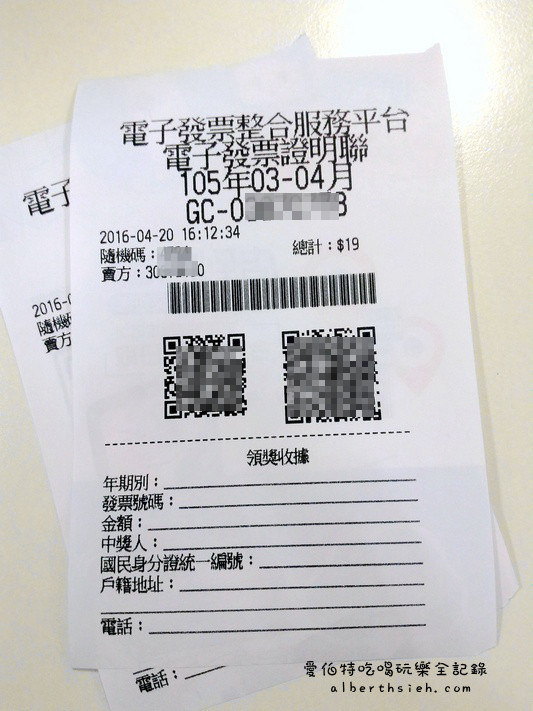 電子發票整合服務平台
電子發票證明聯
105年03-04月
GC-0 8
2016-04-20 16:12:34
隨機碼： 總計：$19
賣方：30 0
領獎收據
年期別：
發票號碼：
金額：
中獎人：
國民身分證統一編號：
戶籍地址：
電話：
電子
2016-0
隨機
賣方
電話：
愛伯特吃喝玩樂全記錄
alberthsieh.com